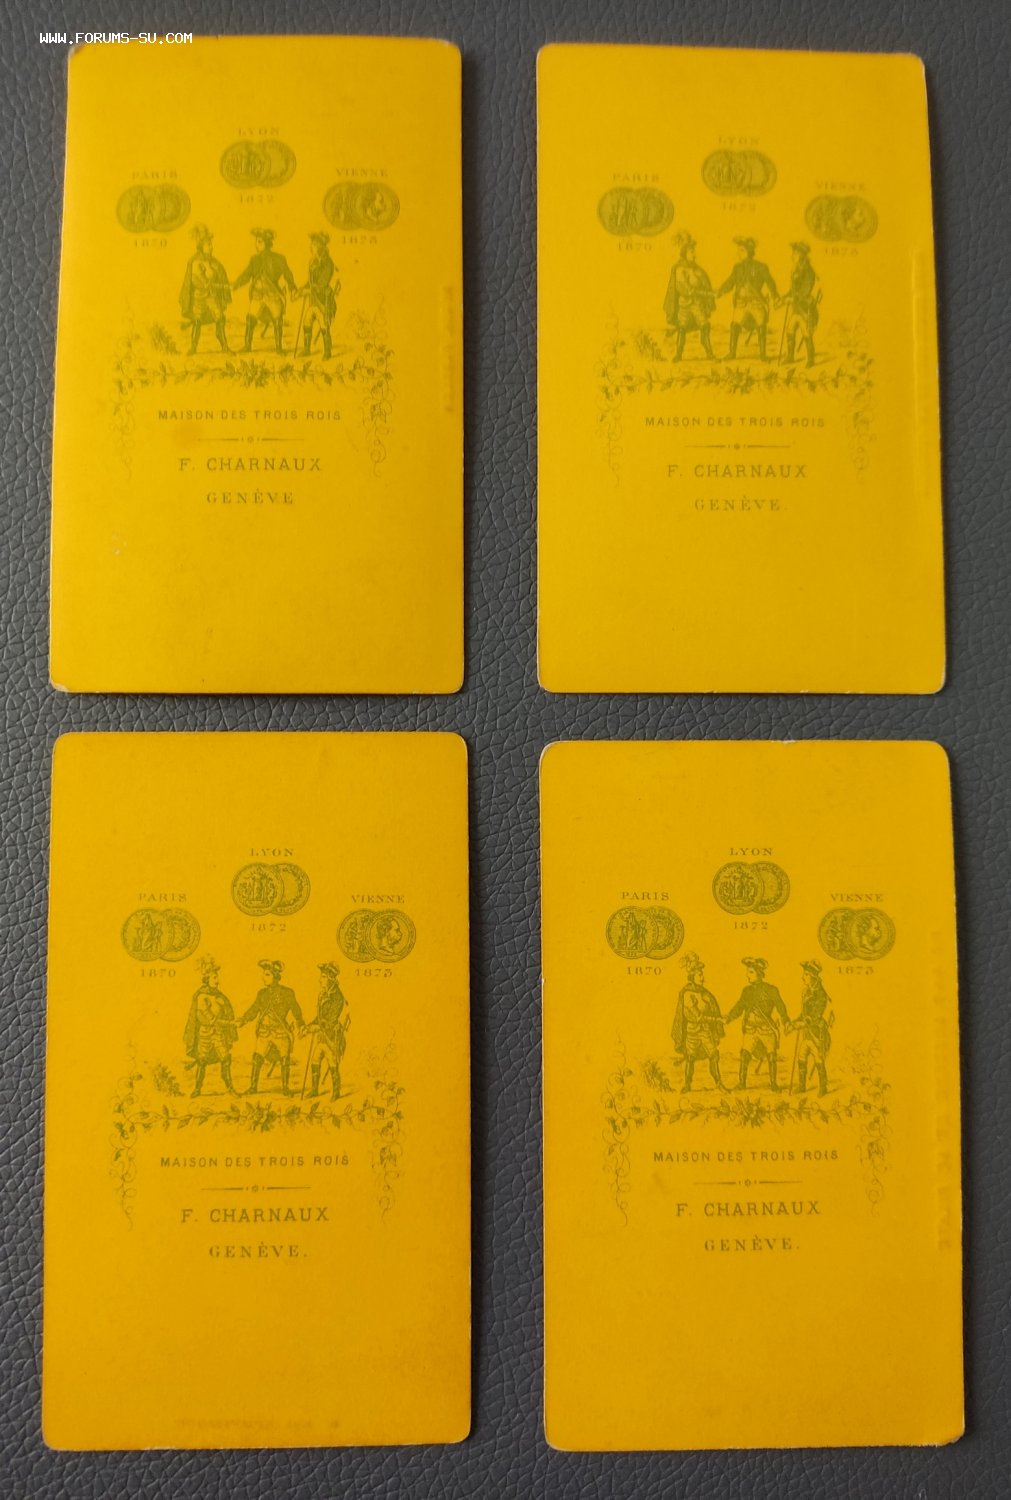 WWW.FORUMS-SU.COM
LYON
PARIS
VIENNE
1872
1870
1873
MAISON DES TROIS ROIS
F. CHARNAUX
GENÈVE
LYON
PARIS
VIENNE
1872
1870
1873
MAISON DES TROIS ROIS
F. CHARNAUX
GENÈVE.
LYON
PARIS
VIENNE
1872
1870
1873
MAISON DES TROIS ROIS
F. CHARNAUX
GENÈVE.
LYON
PARIS
VIENNE
1872
1870
1873
MAISON DES TROIS ROIS
F. CHARNAUX
GENÈVE.